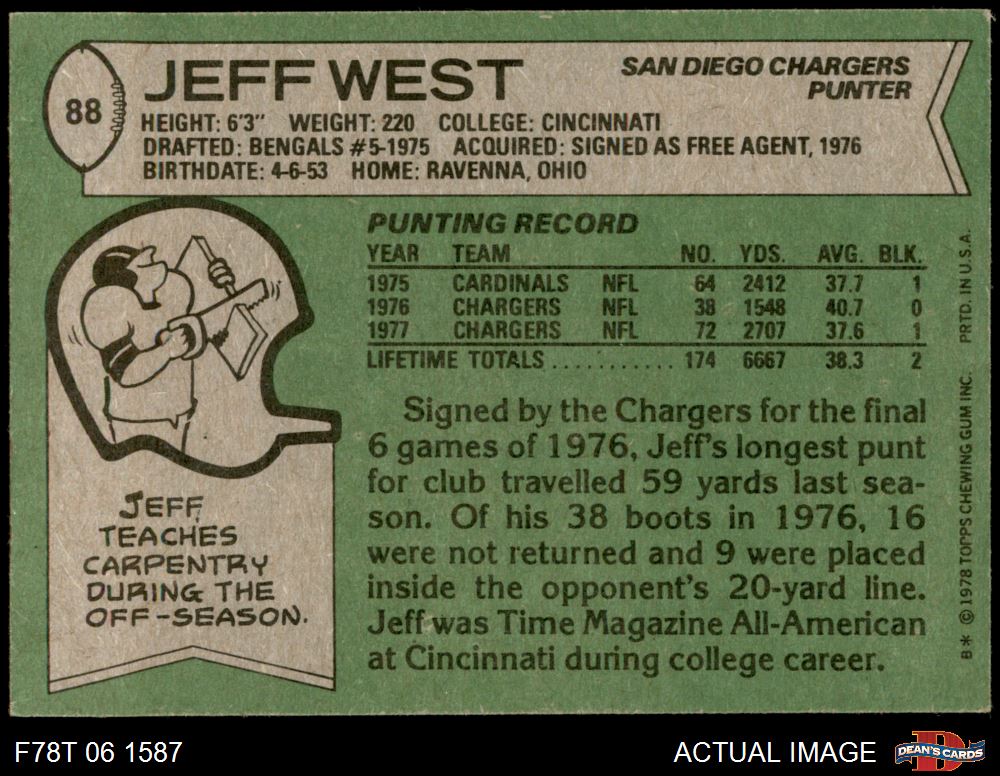 88
JEFF WEST
SAN DIEGO CHARGERS
PUNTER
HEIGHT: 6'3" WEIGHT: 220 COLLEGE: CINCINNATI
DRAFTED: BENGALS #5-1975 ACQUIRED: SIGNED AS FREE AGENT, 1976
BIRTHDATE: 4-6-53 HOME: RAVENNA, OHIO
PUNTING RECORD
YEAR TEAM NO. YDS. AVG. BLK.
1975 CARDINALS NFL 64 2412 37.7 1
1976 CHARGERS NFL 38 1548 40.7 0
1977 CHARGERS NFL 72 2707 37.6 1
LIFETIME TOTALS ........... 174 6667 38.3 2
Signed by the Chargers for the final
6 games of 1976, Jeff's longest punt
for club travelled 59 yards last sea-
son. Of his 38 boots in 1976, 16
were not returned and 9 were placed
inside the opponent's 20-yard line.
Jeff was Time Magazine All-American
at Cincinnati during college career.
JEFF
TEACHES
CARPENTRY
DURING THE
OFF-SEASON.
B* © 1978 TOPPS CHEWING GUM INC. PRTD. IN U.S.A.
F78T 06 1587
ACTUAL IMAGE
DEAN'S CARDS